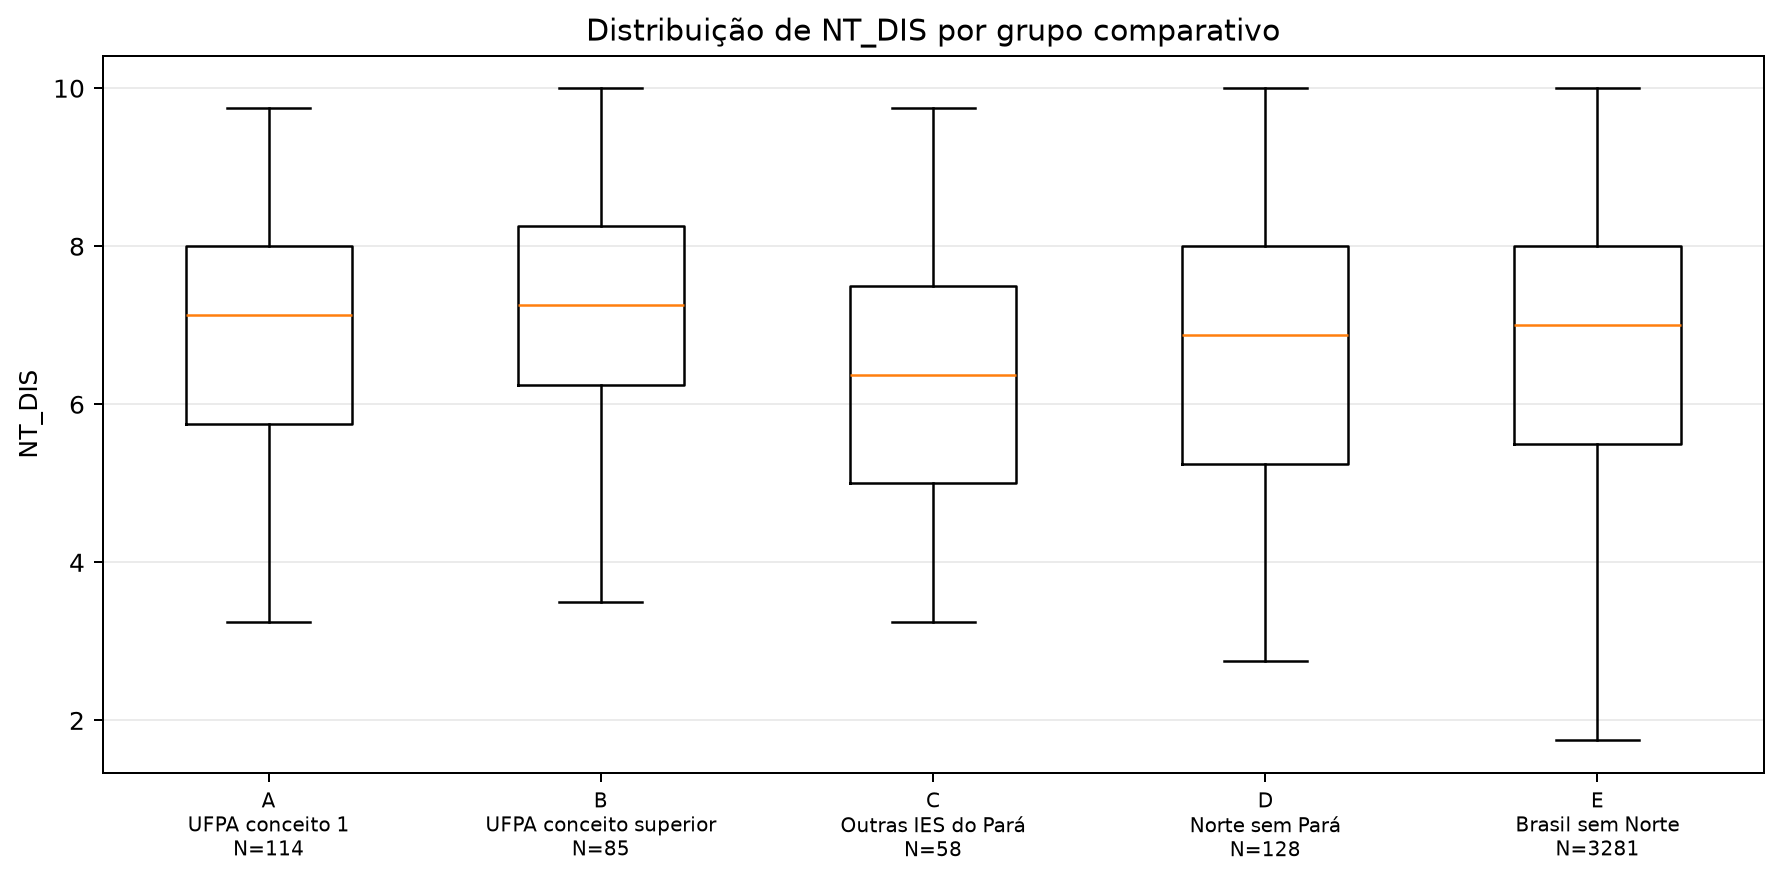 Distribuição de NT_DIS por grupo comparativo
NT_DIS
10
8
6
4
2
A
UFPA conceito 1
N=114
B
UFPA conceito superior
N=85
C
Outras IES do Pará
N=58
D
Norte sem Pará
N=128
E
Brasil sem Norte
N=3281